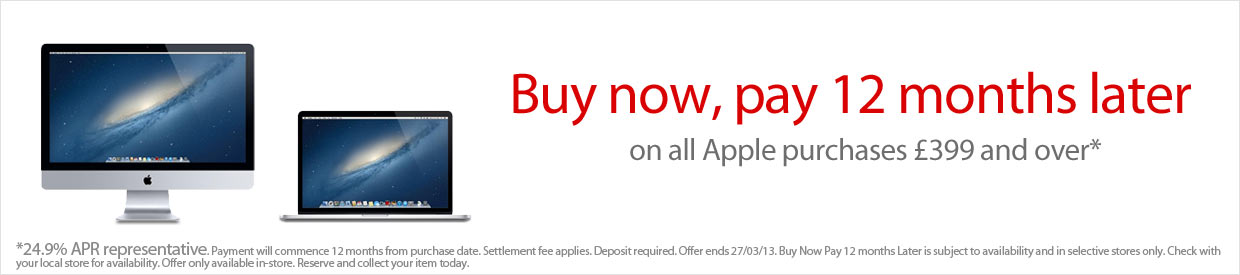 Buy now, pay 12 months later
on all Apple purchases £399 and over*
*24.9% APR representative. Payment will commence 12 months from purchase date. Settlement fee applies. Deposit required. Offer ends 27/03/13. Buy Now Pay 12 months Later is subject to availability and in selective stores only. Check with
your local store for availability. Offer only available in-store. Reserve and collect your item today.